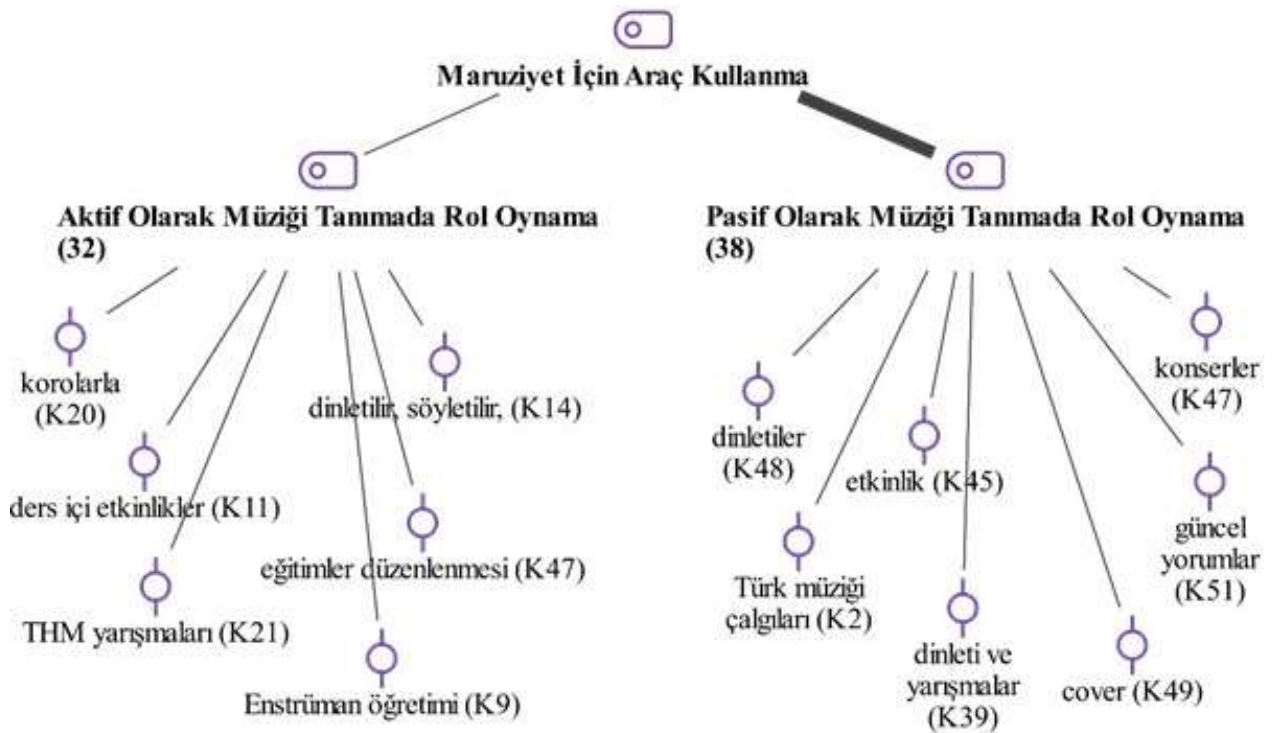 Maruziyet İçin Araç Kullanma
Aktif Olarak Müziği Tanımada Rol Oynama
(32)
korolarla
(K20)
dinletilir, söyletilir, (K14)
ders içi etkinlikler (K11)
eğitimler düzenlenmesi (K47)
THM yarışmaları (K21)
Enstrüman öğretimi (K9)
Pasif Olarak Müziği Tanımada Rol Oynama
(38)
konserler
(K47)
dinletiler
(K48)
etkinlik (K45)
güncel
yorumlar
(K51)
Türk müziği
çalgıları (K2)
dinleti ve
yarışmalar
(K39)
cover (K49)